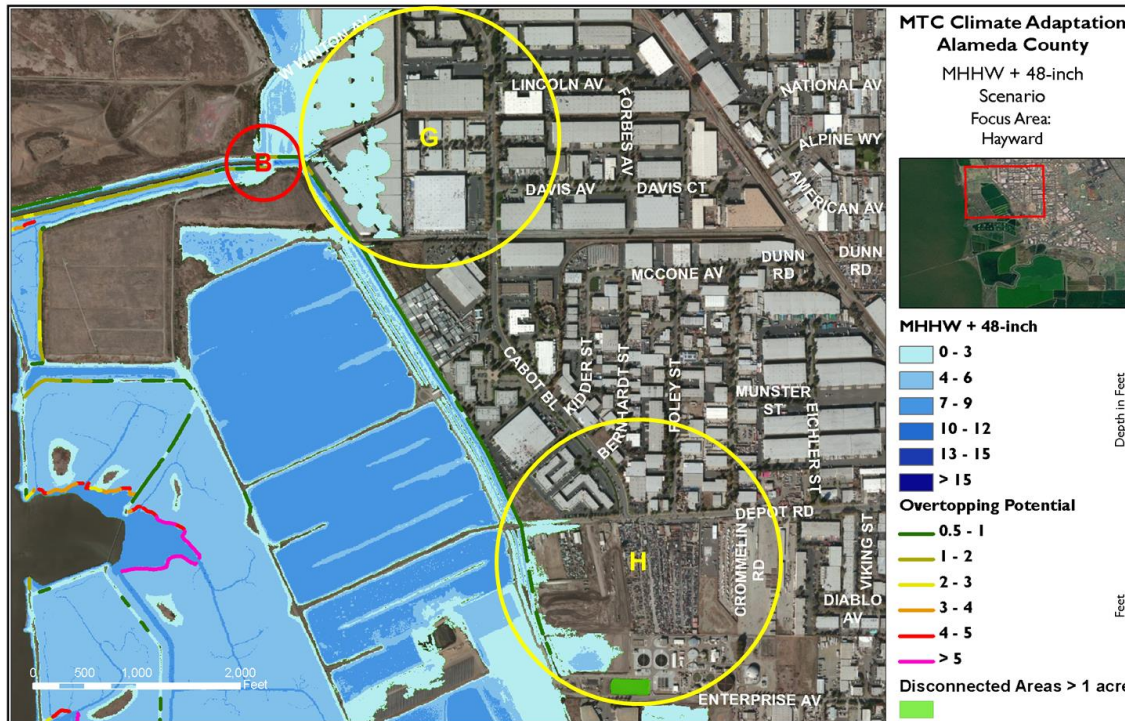 W WINTON AV
LINCOLN AV
FORBES AV
NATIONAL AV
ALPINE WY
G
B
DAVIS AV
DAVIS CT
AMERICAN AV
MCCONE AV
DUNN
RD
DUNN
RD
CABOT BL
KIDDER ST
BERNHARDT ST
FOLEY ST
MUNSTER
ST
EICHLER ST
DEPOT RD
H
CROMMELIN
RD
VIKING ST
DIABLO
AV
ENTERPRISE AV
0 500 1,000 2,000
Feet
MTC Climate Adaptation
Alameda County
MHHW + 48-inch
Scenario
Focus Area:
Hayward
MHHW + 48-inch
0 - 3
4 - 6
7 - 9
10 - 12
13 - 15
> 15
Depth in Feet
Overtopping Potential
0.5 - 1
1 - 2
2 - 3
3 - 4
4 - 5
> 5
Feet
Disconnected Areas > 1 acre